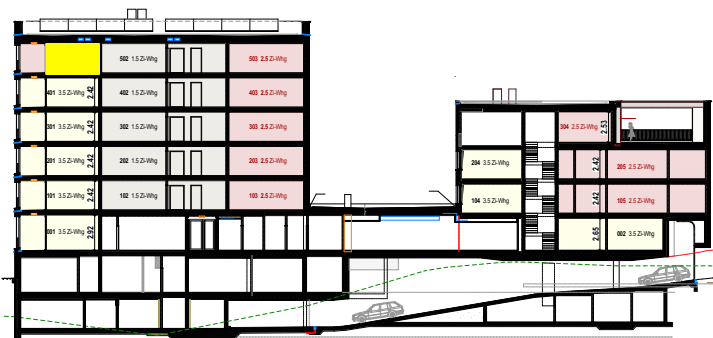 502 1.5 Zi-Whg
503 2.5 Zi-Whg
401 3.5 Zi-Whg
2.42
402 1.5 Zi-Whg
403 2.5 Zi-Whg
301 3.5 Zi-Whg
2.42
302 1.5 Zi-Whg
303 2.5 Zi-Whg
304 2.5 Zi-Whg
2.53
201 3.5 Zi-Whg
2.42
202 1.5 Zi-Whg
203 2.5 Zi-Whg
204 3.5 Zi-Whg
2.42
205 2.5 Zi-Whg
101 3.5 Zi-Whg
2.42
102 1.5 Zi-Whg
103 2.5 Zi-Whg
104 3.5 Zi-Whg
2.42
105 2.5 Zi-Whg
001 3.5 Zi-Whg
2.92
2.65
002 3.5 Zi-Whg